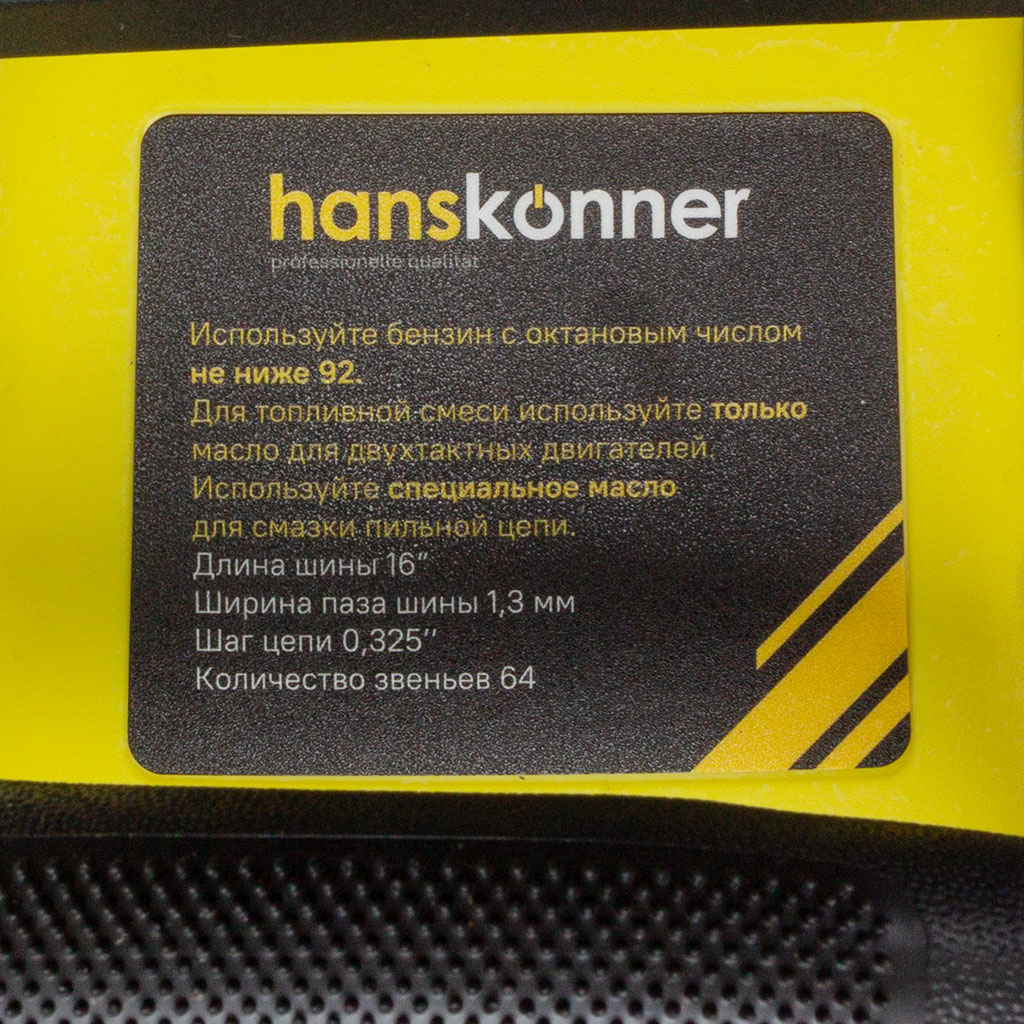 hanskonner
professionelle qualität
Используйте бензин с октановым числом
не ниже 92.
Для топливной смеси используйте только
масло для двухтактных двигателей.
Используйте специальное масло
для смазки пильной цепи.
Длина шины 16"
Ширина паза шины 1,3 мм
Шаг цепи 0,325''
Количество звеньев 64